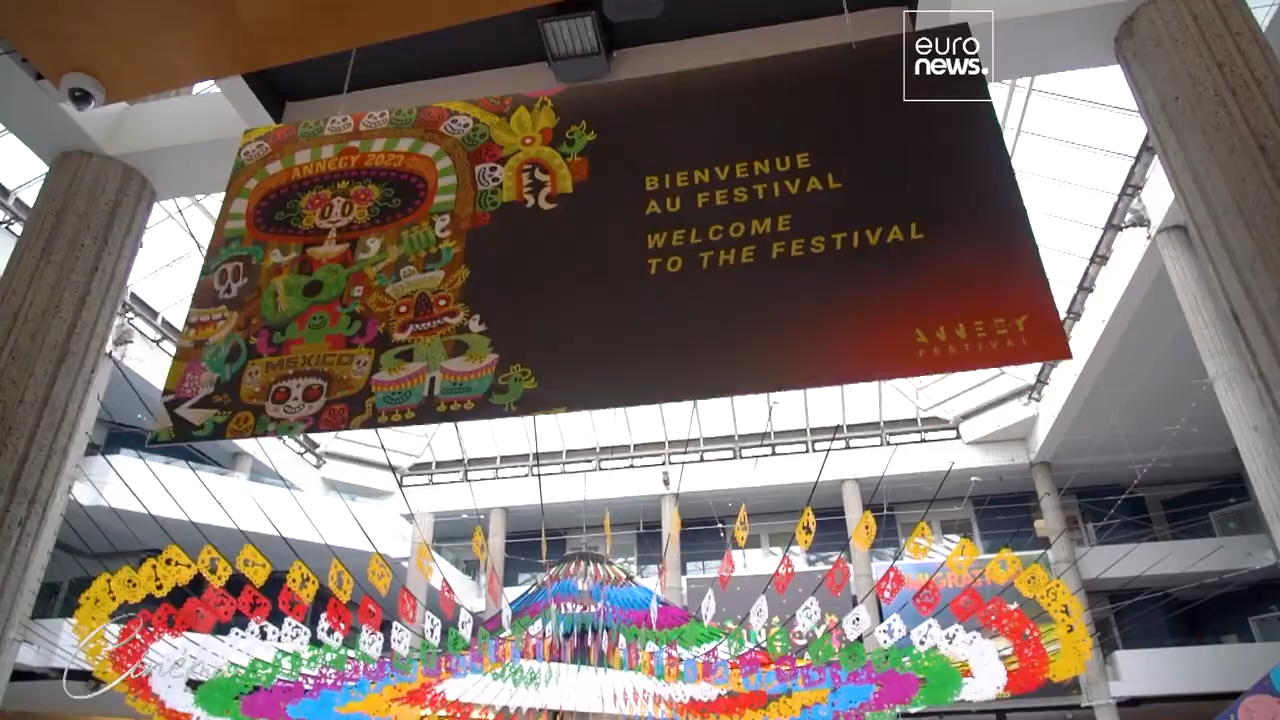 euro
news.
ANNECY 2023
BIENVENUE
AU FESTIVAL
WELCOME
TO THE FESTIVAL
MEXICO
ANNECY
FESTIVAL